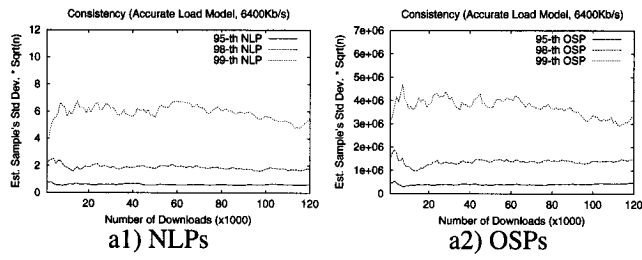 Consistency (Accurate Load Model, 6400Kb/s)
Est. Sample's Std Dev. * Sqrt(n)
12
10
8
6
4
2
0
95-th NLP
98-th NLP
99-th NLP
20 40 60 80 100 120
Number of Downloads (x1000)
a1) NLPs
Consistency (Accurate Load Model, 6400Kb/s)
Est. Sample's Std Dev. * Sqrt(n)
7e+06
6e+06
5e+06
4e+06
3e+06
2e+06
1e+06
0
95-th OSP
98-th OSP
99-th OSP
20 40 60 80 100 120
Number of Downloads (x1000)
a2) OSPs